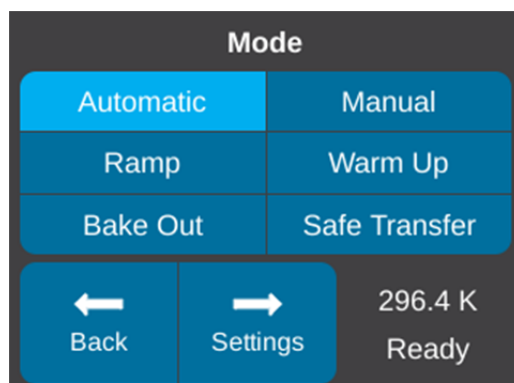 Mode
Automatic
Manual
Ramp
Warm Up
Bake Out
Safe Transfer
Back
Settings
296.4 K
Ready